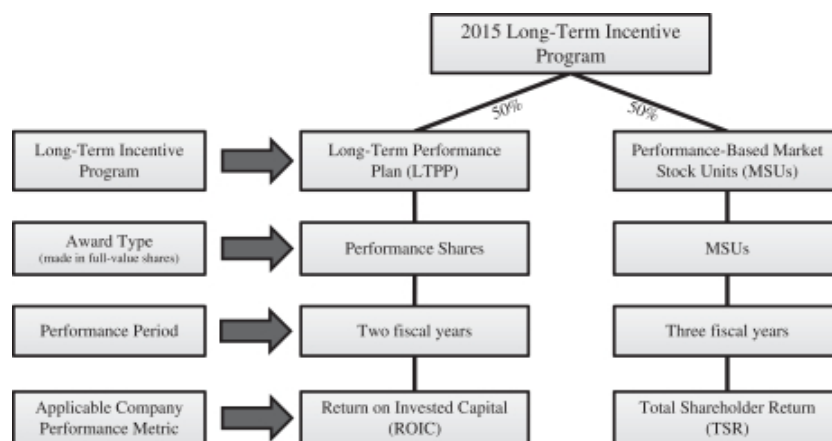 2015 Long-Term Incentive
Program
50%
50%
Long-Term Incentive
Program
Long-Term Performance
Plan (LTPP)
Performance-Based Market
Stock Units (MSUs)
Award Type
(made in full-value shares)
Performance Shares
MSUs
Performance Period
Two fiscal years
Three fiscal years
Applicable Company
Performance Metric
Return on Invested Capital
(ROIC)
Total Shareholder Return
(TSR)